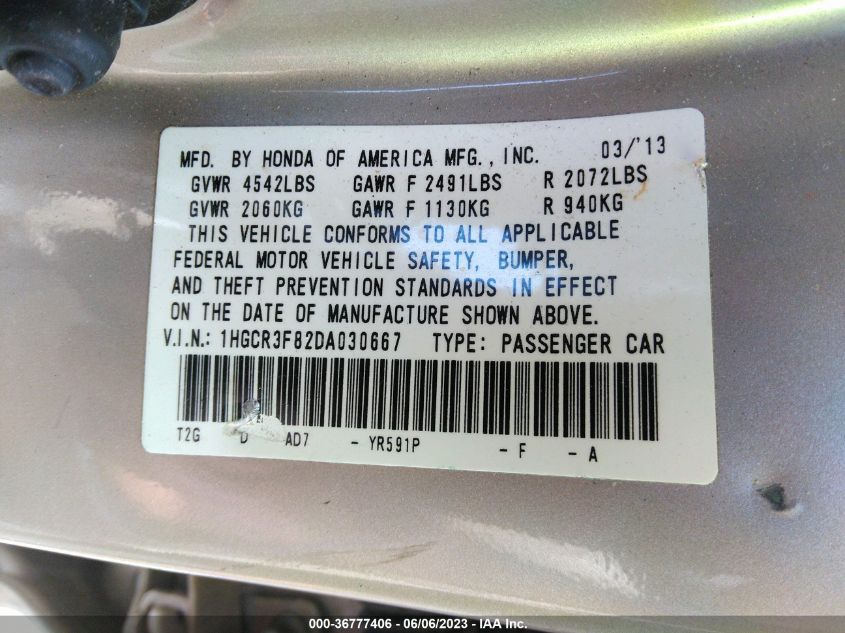 MFD. BY HONDA OF AMERICA MFG., INC. 03/'13
GVWR 4542LBS GAWR F 2491LBS R 2072LBS
GVWR 2060KG GAWR F 1130KG R 940KG
THIS VEHICLE CONFORMS TO ALL APPLICABLE
FEDERAL MOTOR VEHICLE SAFETY, BUMPER,
AND THEFT PREVENTION STANDARDS IN EFFECT
ON THE DATE OF MANUFACTURE SHOWN ABOVE.
V.I.N.: 1HGCR3F82DA030667 TYPE: PASSENGER CAR
T2G D AD7 - YR591P - F - A
000-36777406 - 06/06/2023 - IAA Inc.